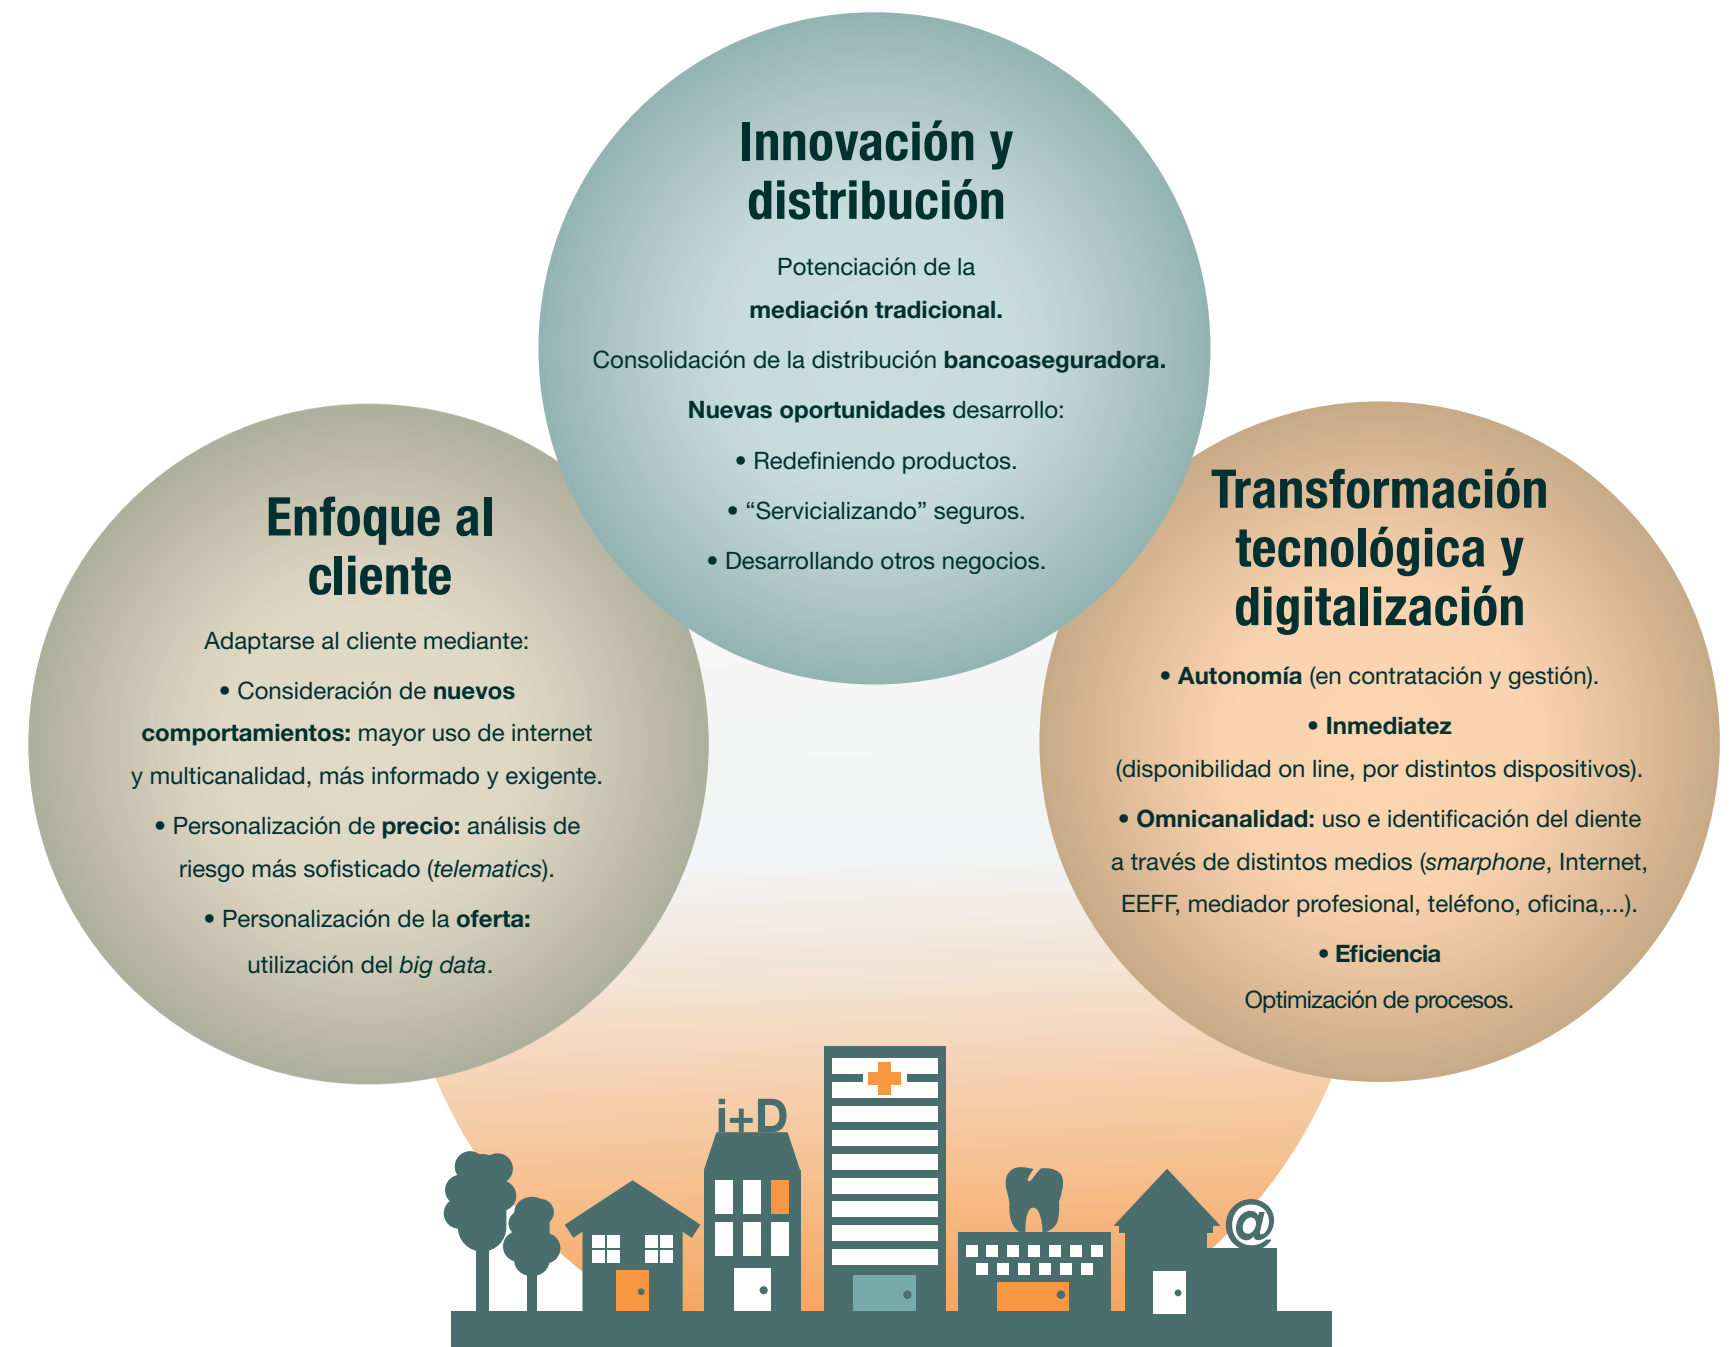 Innovación y
distribución
Potenciación de la
mediación tradicional.
Consolidación de la distribución bancoaseguradora.
Nuevas oportunidades desarrollo:
• Redefiniendo productos.
• “Servicializando” seguros.
• Desarrollando otros negocios.
Enfoque al
cliente
Adaptarse al cliente mediante:
• Consideración de nuevos
comportamientos: mayor uso de internet
y multicanalidad, más informado y exigente.
• Personalización de precio: análisis de
riesgo más sofisticado (telematics).
• Personalización de la oferta:
utilización del big data.
Transformación
tecnológica y
digitalización
• Autonomía (en contratación y gestión).
• Inmediatez
(disponibilidad on line, por distintos dispositivos).
• Omnicanalidad: uso e identificación del diente
a través de distintos medios (smarphone, Internet,
EEFF, mediador profesional, teléfono, oficina,...).
• Eficiencia
Optimización de procesos.
i+D
@